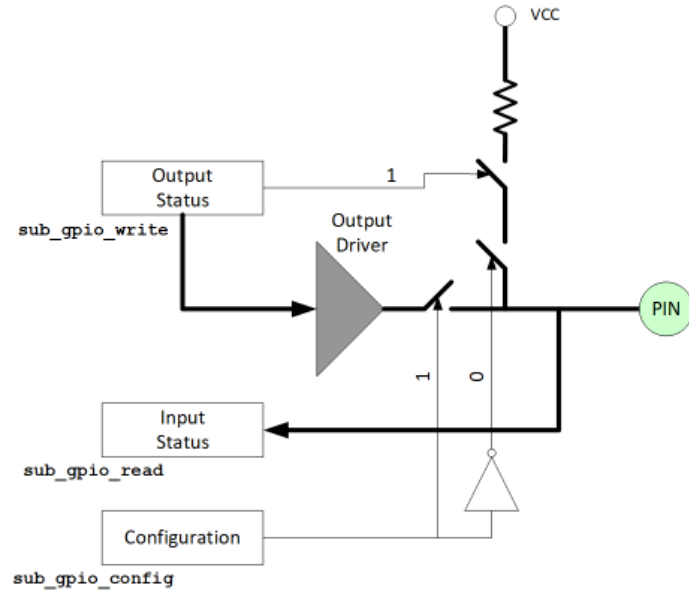 VCC
1
Output
Status
sub_gpio_write
Output
Driver
PIN
1
0
Input
Status
sub_gpio_read
Configuration
sub_gpio_config